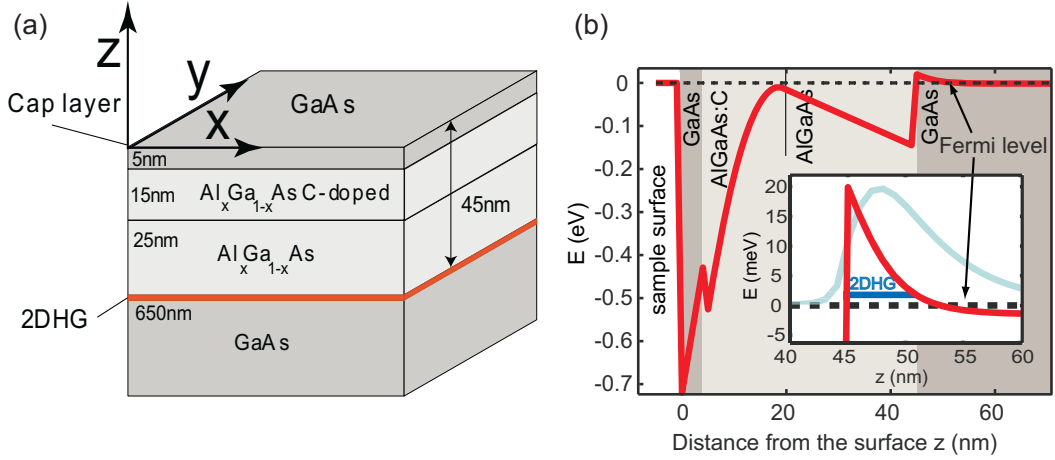 (a)
z
y
x
GaAs
Cap layer
5nm
15nm
AlxGa1-xAs C-doped
45nm
25nm
AlxGa1-xAs
2DHG
650nm
GaAs
(b)
E (eV)
0
-0.1
-0.2
-0.3
-0.4
-0.5
-0.6
-0.7
sample surface
GaAs
AlGaAs:C
AlGaAs
GaAs
Fermi level
E (meV)
20
15
10
5
0
-5
2DHG
40 45 50 55 60
z (nm)
0 20 40 60
Distance from the surface z (nm)